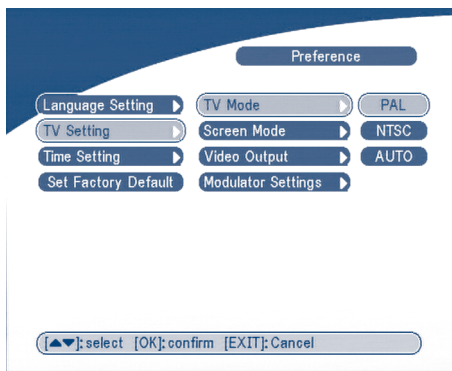 Preference
Language Setting TV Mode PAL
TV Setting Screen Mode NTSC
Time Setting Video Output AUTO
Set Factory Default Modulator Settings
[▲▼]: select [OK]: confirm [EXIT]: Cancel